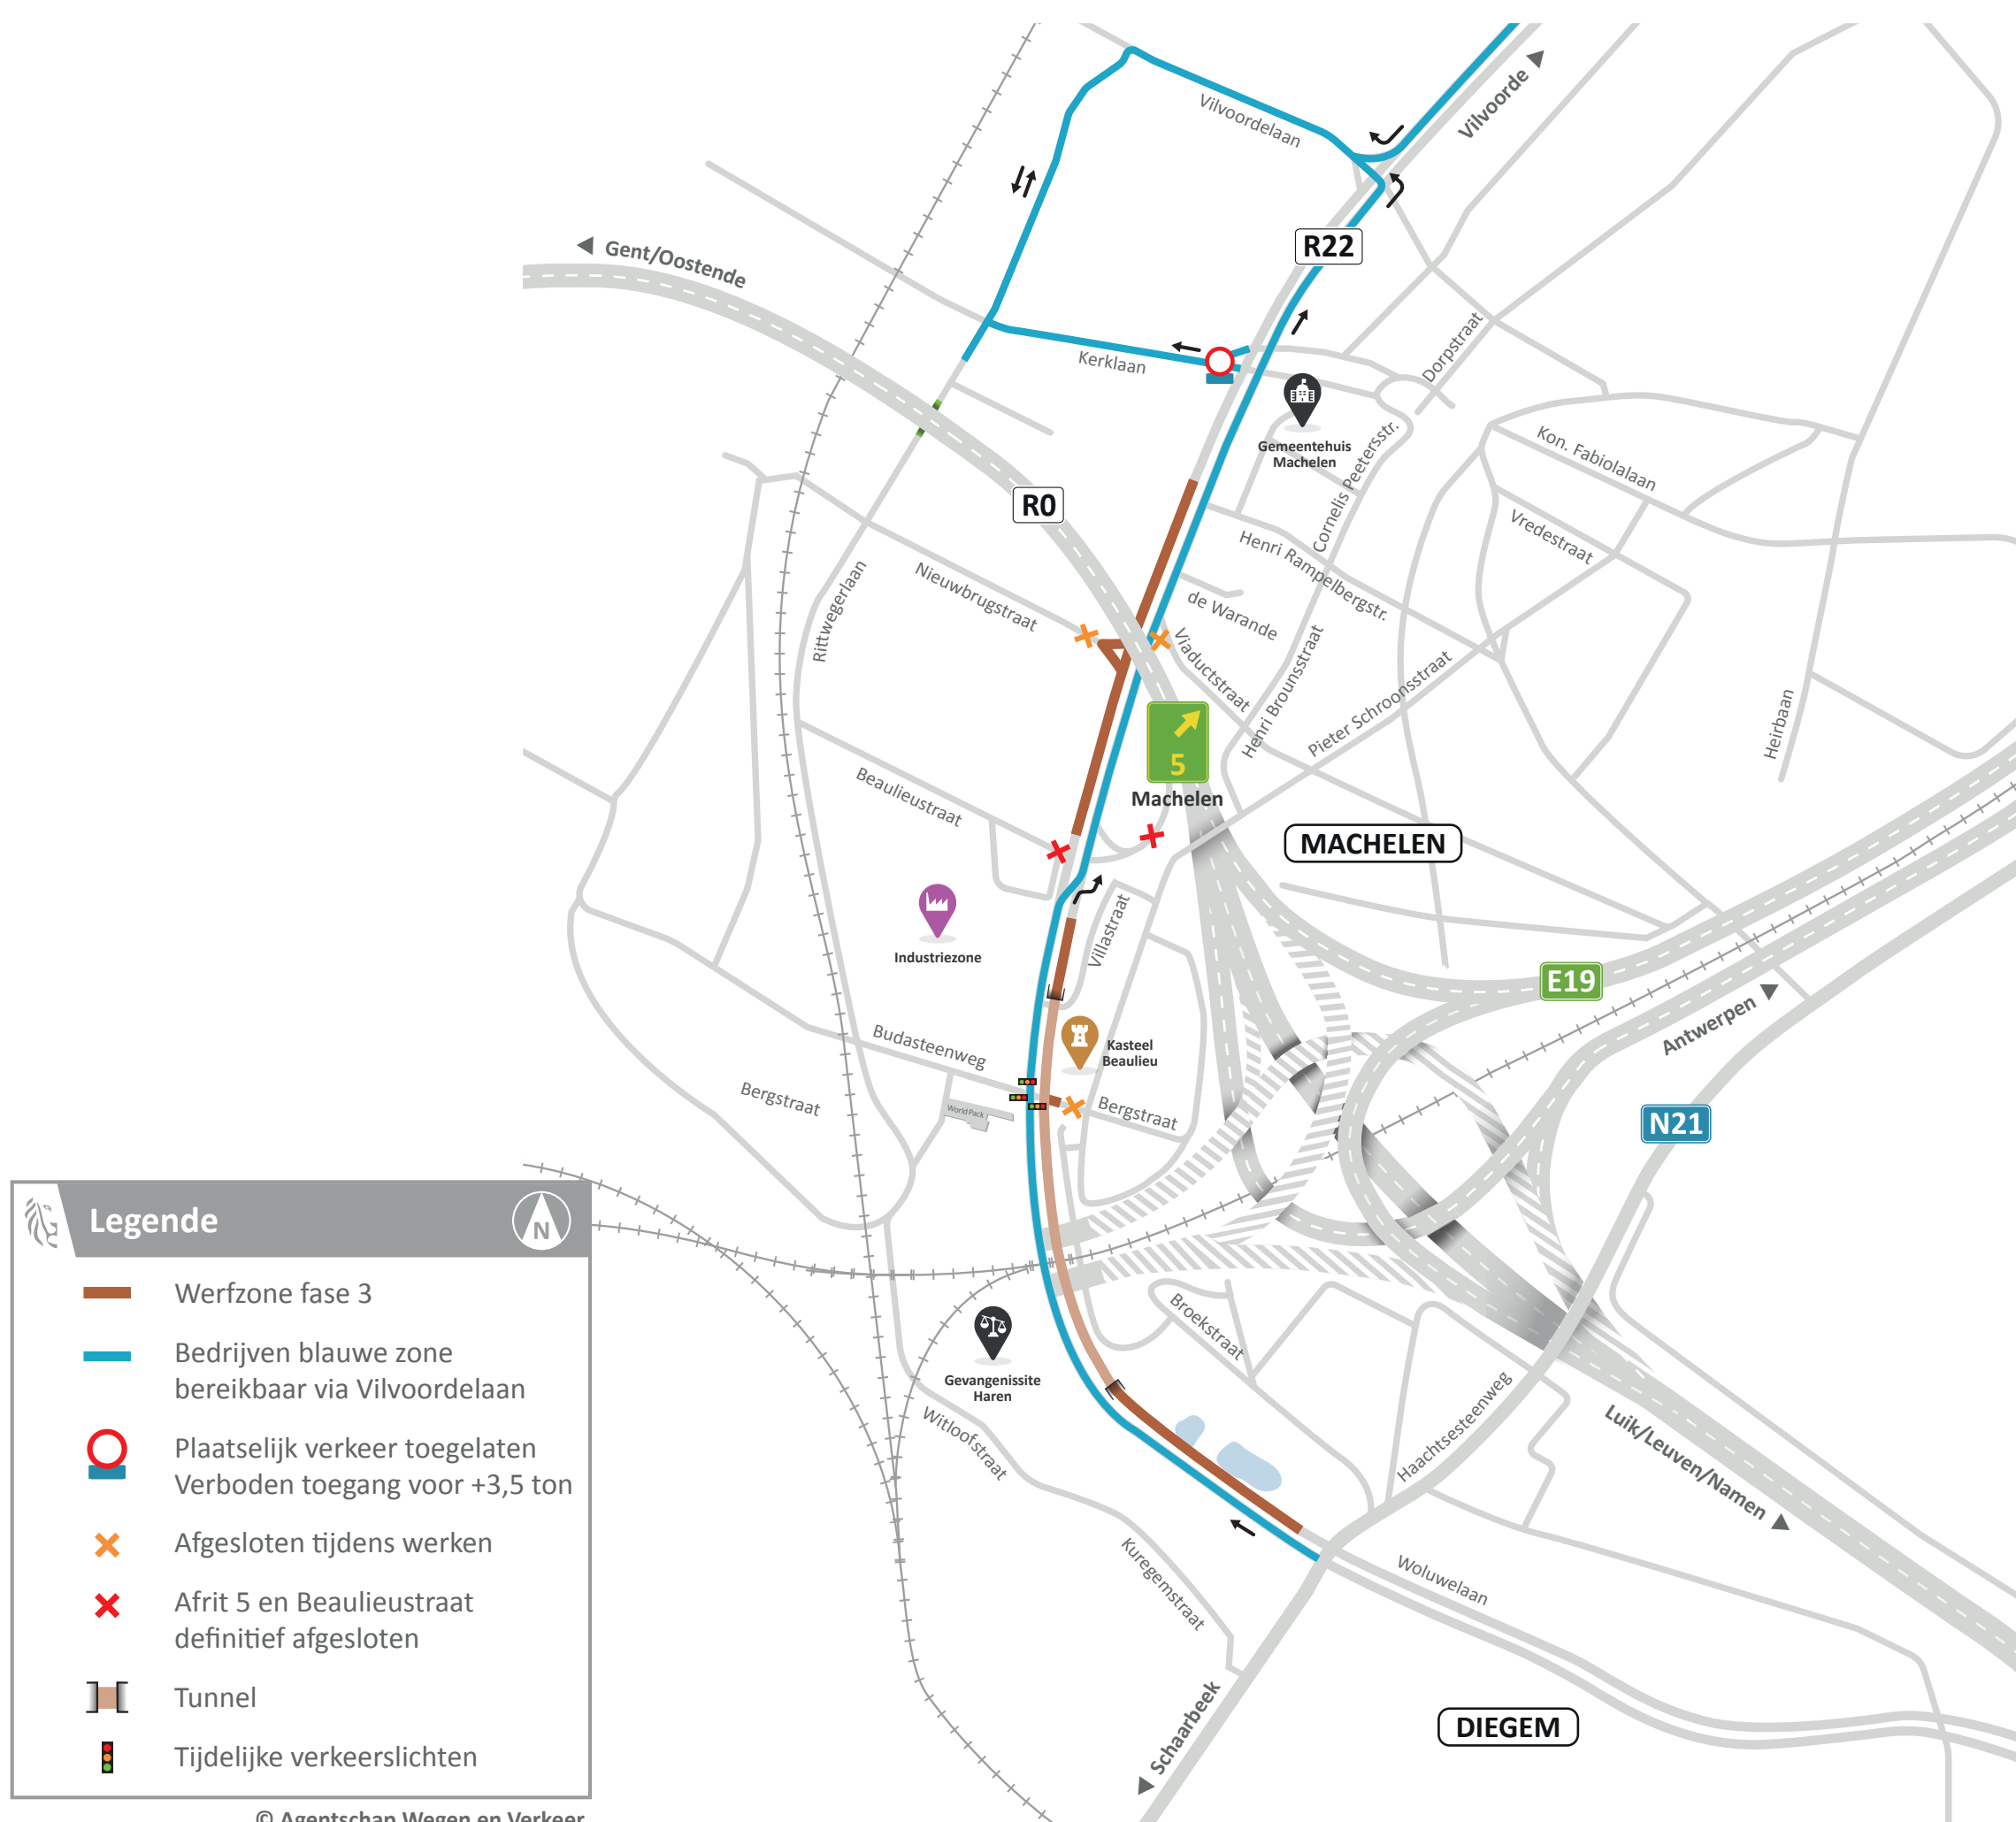 Vilvoorde
Vilvoordelaan
R22
Gent/Oostende
Kerklaan
Dorpstraat
Gemeentehuis
Machelen
Cornelis Peetersstr.
Kon. Fabiolalaan
Vredestraat
R0
Henri Rampelbergstr.
Nieuwbrugstraat
Rittwegerlaan
de Warande
Viaductstraat
Henri Brounsstraat
Pieter Schroonsstraat
Heirbaan
5
Machelen
Beaulieustraat
MACHELEN
Industriezone
Villastraat
E19
Antwerpen
Budasteenweg
Kasteel
Beaulieu
Bergstraat
World Pack
Bergstraat
N21
Broekstraat
Gevangenissite
Haren
Witloofstraat
Haachtsesteenweg
Luik/Leuven/Namen
Kuregemstraat
Woluwelaan
Schaarbeek
DIEGEM
Legende
N
Werfzone fase 3
Bedrijven blauwe zone
bereikbaar via Vilvoordelaan
Plaatselijk verkeer toegelaten
Verboden toegang voor +3,5 ton
Afgesloten tijdens werken
Afrit 5 en Beaulieustraat
definitief afgesloten
Tunnel
Tijdelijke verkeerslichten
© Agentschap Wegen en Verkeer